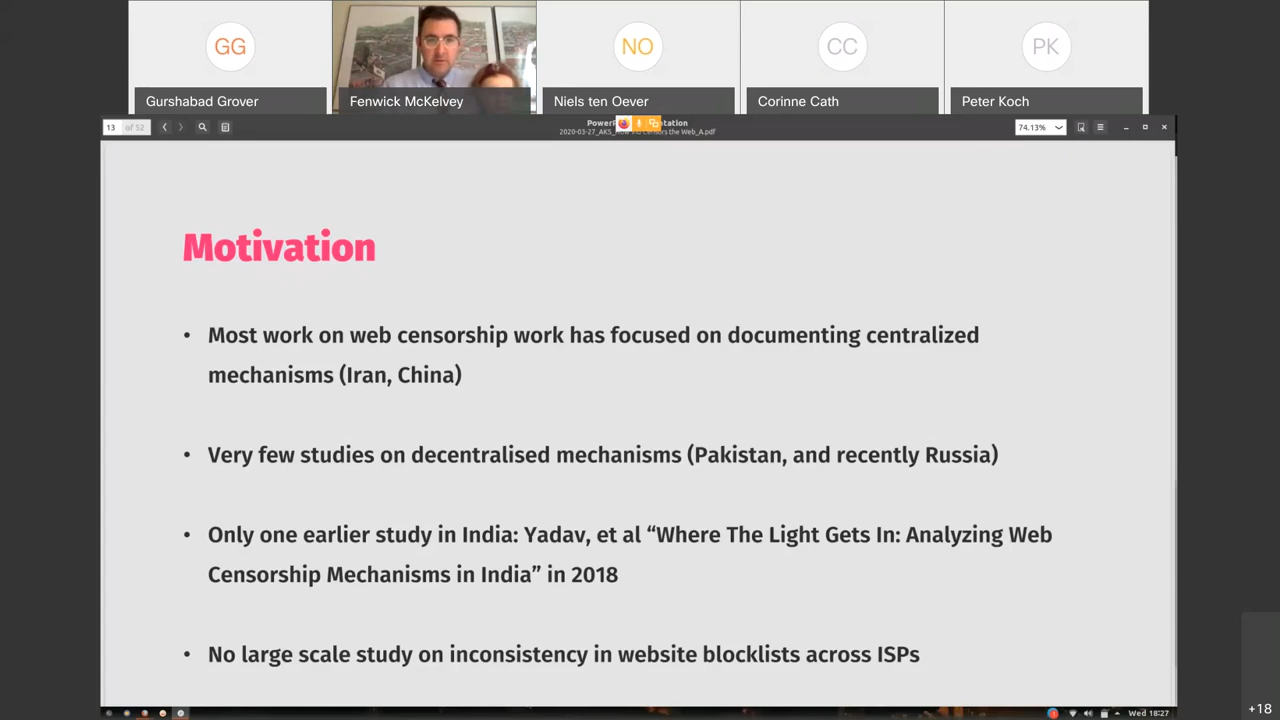 GG
NO
CC
PK
Gurshabad Grover
Fenwick McKelvey
Niels ten Oever
Corinne Cath
Peter Koch
13 of 52
74.13%
Motivation
• Most work on web censorship work has focused on documenting centralized
mechanisms (Iran, China)
• Very few studies on decentralised mechanisms (Pakistan, and recently Russia)
• Only one earlier study in India: Yadav, et al “Where The Light Gets In: Analyzing Web
Censorship Mechanisms in India” in 2018
• No large scale study on inconsistency in website blocklists across ISPs
Wed 18:27
+18